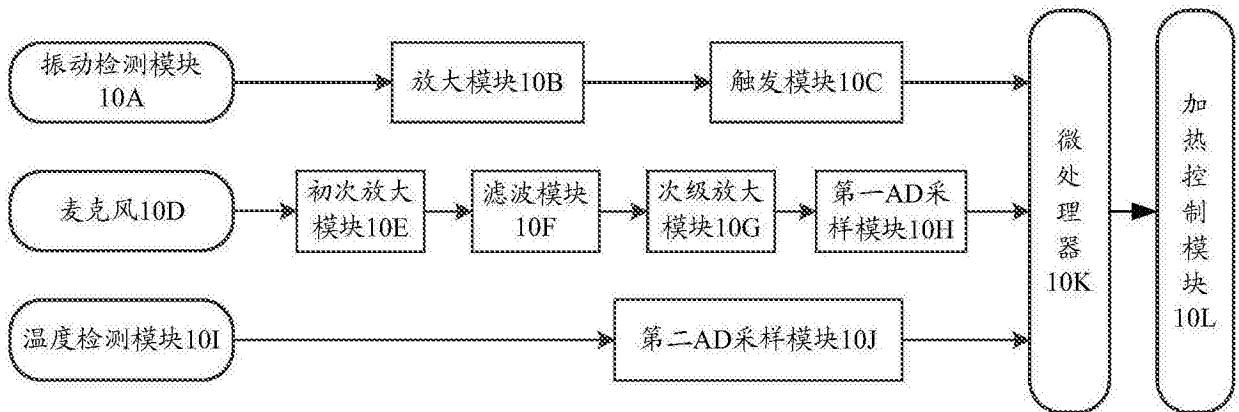 振动检测模块
10A
放大模块10B
触发模块10C
麦克风10D
初次放大
模块10E
滤波模块
10F
次级放大
模块10G
第一AD采
样模块10H
温度检测模块10I
第二AD采样模块10J
微
处
理
器
10K
加
热
控
制
模
块
10L